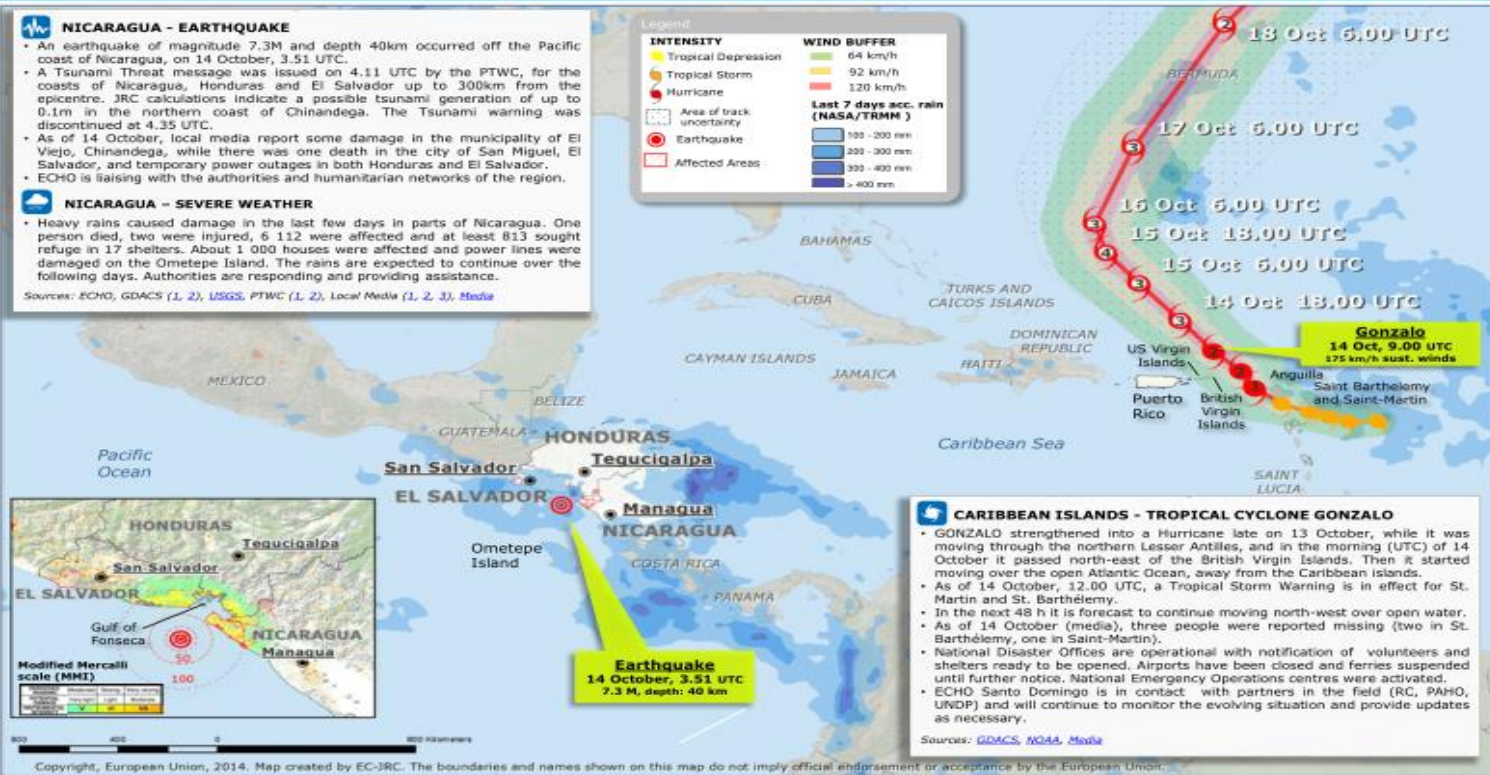 NICARAGUA - EARTHQUAKE
• An earthquake of magnitude 7.3M and depth 40km occurred off the Pacific
coast of Nicaragua, on 14 October, 3.51 UTC.
• A Tsunami Threat message was issued on 4.11 UTC by the PTWC, for the
coasts of Nicaragua, Honduras and El Salvador up to 300km from the
epicentre. JRC calculations indicate a possible tsunami generation of up to
0.1m in the northern coast of Chinandega. The Tsunami warning was
discontinued at 4.35 UTC.
• As of 14 October, local media report some damage in the municipality of El
Viejo, Chinandega, while there was one death in the city of San Miguel, El
Salvador, and temporary power outages in both Honduras and El Salvador.
• ECHO is liaising with the authorities and humanitarian networks of the region.
NICARAGUA – SEVERE WEATHER
• Heavy rains caused damage in the last few days in parts of Nicaragua. One
person died, two were injured, 6 112 were affected and at least 813 sought
refuge in 17 shelters. About 1 000 houses were affected and power lines were
damaged on the Ometepe Island. The rains are expected to continue over the
following days. Authorities are responding and providing assistance.
Sources: ECHO, GDACS (1, 2), USGS, PTWC (1, 2), Local Media (1, 2, 3), Media
Legend
INTENSITY
Tropical Depression
Tropical Storm
Hurricane
Area of track
uncertainty
Earthquake
Affected Areas
WIND BUFFER
64 km/h
92 km/h
120 km/h
Last 7 days acc. rain
(NASA/TRMM )
100 - 200 mm
200 - 300 mm
300 - 400 mm
> 400 mm
2
18 Oct 6.00 UTC
BERMUDA
17 Oct 6.00 UTC
3
16 Oct 6.00 UTC
3
15 Oct 18.00 UTC
4
15 Oct 6.00 UTC
3
14 Oct 18.00 UTC
3
Gonzalo
14 Oct, 9.00 UTC
175 km/h sust. winds
2
2
1
BAHAMAS
CUBA
TURKS AND
CAICOS ISLANDS
DOMINICAN
REPUBLIC
HAITI
CAYMAN ISLANDS
JAMAICA
US Virgin
Islands
Puerto
Rico
British
Virgin
Islands
Anguilla
Saint Barthelemy
and Saint-Martin
MEXICO
BELIZE
GUATEMALA
HONDURAS
Tegucigalpa
San Salvador
EL SALVADOR
Managua
NICARAGUA
Pacific
Ocean
Caribbean Sea
SAINT
LUCIA
Ometepe
Island
COSTA RICA
PANAMA
Earthquake
14 October, 3.51 UTC
7.3 M, depth: 40 km
HONDURAS
Tegucigalpa
San Salvador
EL SALVADOR
Gulf of
Fonseca
NICARAGUA
Managua
50
100
Modified Mercalli
scale (MMI)
Moderate Strong Very strong
Very light Light Moderate
V VI VII
CARIBBEAN ISLANDS - TROPICAL CYCLONE GONZALO
• GONZALO strengthened into a Hurricane late on 13 October, while it was
moving through the northern Lesser Antilles, and in the morning (UTC) of 14
October it passed north-east of the British Virgin Islands. Then it started
moving over the open Atlantic Ocean, away from the Caribbean islands.
• As of 14 October, 12.00 UTC, a Tropical Storm Warning is in effect for St.
Martin and St. Barthélemy.
• In the next 48 h it is forecast to continue moving north-west over open water.
• As of 14 October (media), three people were reported missing (two in St.
Barthélemy, one in Saint-Martin).
• National Disaster Offices are operational with notification of volunteers and
shelters ready to be opened. Airports have been closed and ferries suspended
until further notice. National Emergency Operations centres were activated.
• ECHO Santo Domingo is in contact with partners in the field (RC, PAHO,
UNDP) and will continue to monitor the evolving situation and provide updates
as necessary.
Sources: GDACS, NOAA, Media
400
0
800 Kilometers
Copyright, European Union, 2014. Map created by EC-JRC. The boundaries and names shown on this map do not imply official endorsement or acceptance by the European Union.